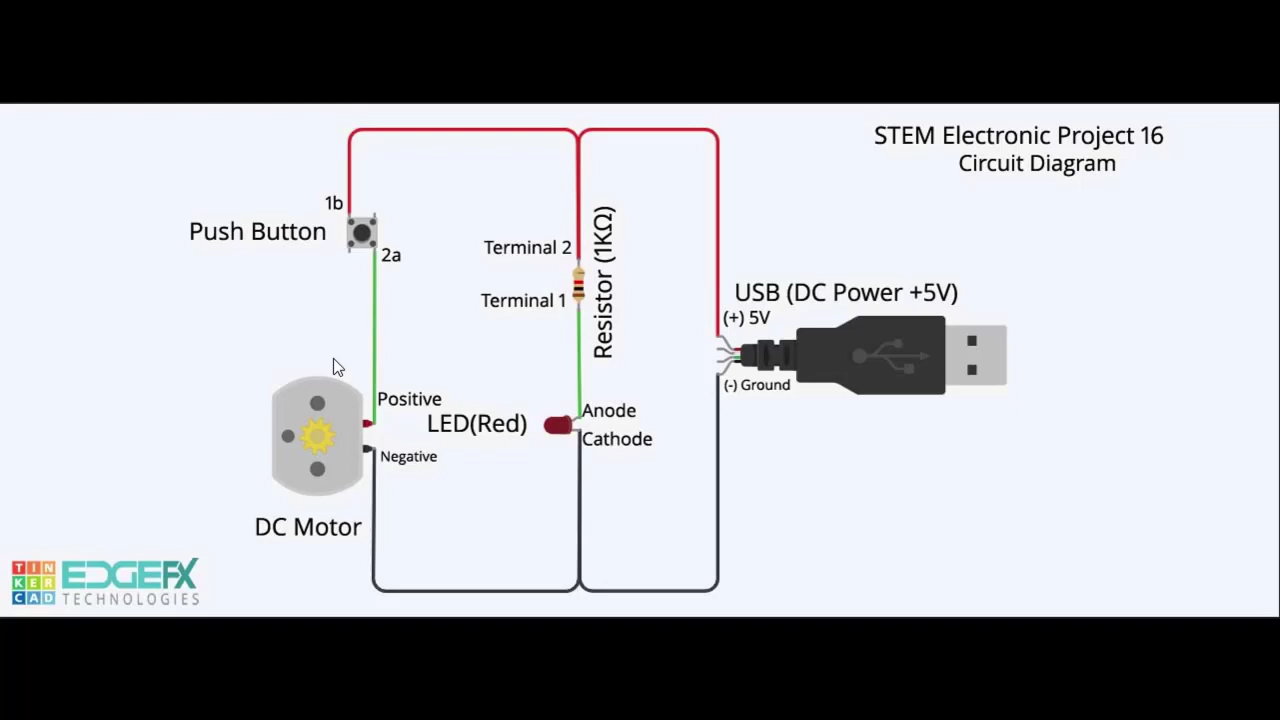 STEM Electronic Project 16
Circuit Diagram
1b
Push Button
2a
Terminal 2
Terminal 1
Resistor (1KΩ)
USB (DC Power +5V)
(+) 5V
(-) Ground
Positive
Negative
LED(Red)
Anode
Cathode
DC Motor
TIN
KER
CAD
EDGEFX
TECHNOLOGIES